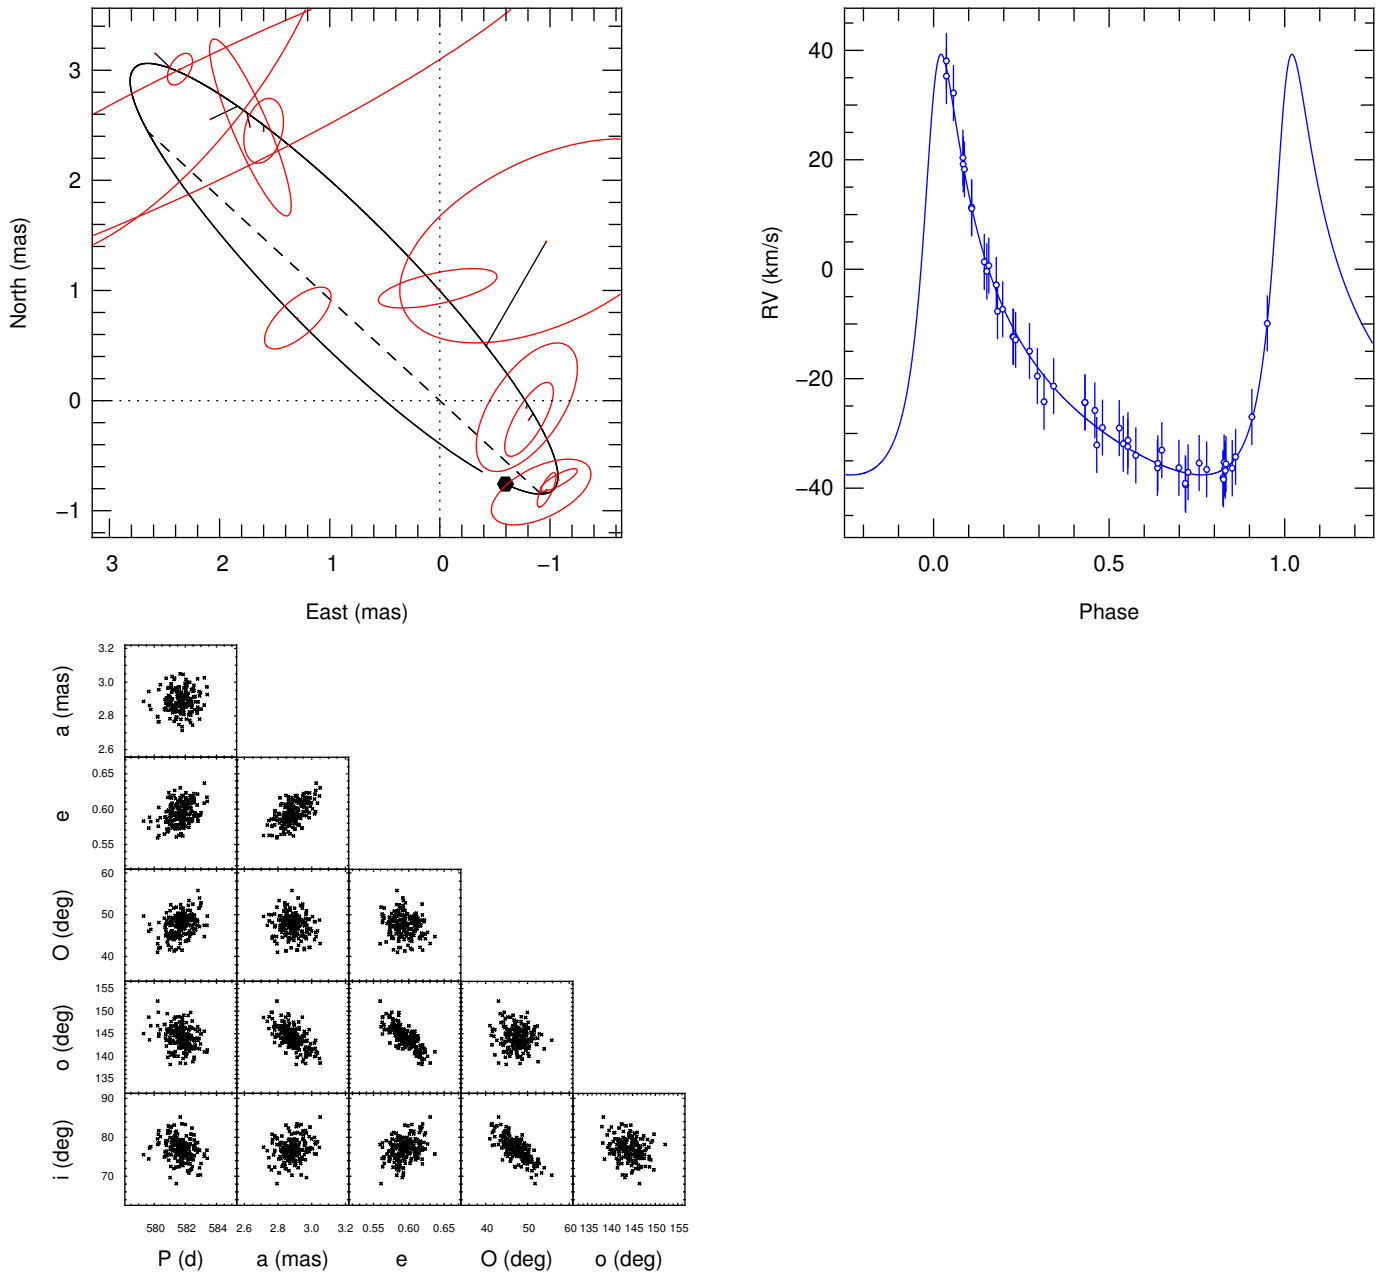 3
2
1
0
−1
North (mas)
3
2
1
0
−1
East (mas)
40
20
0
−20
−40
RV (km/s)
0.0
0.5
1.0
Phase
3.2
3.0
2.8
2.6
a (mas)
0.65
0.60
0.55
e
60
50
40
O (deg)
155
150
145
140
135
o (deg)
90
80
70
i (deg)
580 582 584
2.6 2.8 3.0 3.2
0.55 0.60 0.65
40 50 60
135 140 145 150 155
P (d)
a (mas)
e
O (deg)
o (deg)